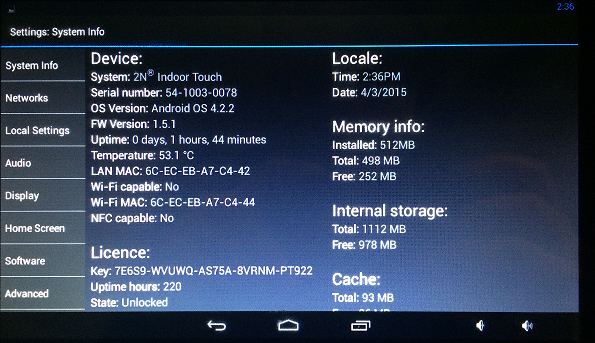 2:36
Settings: System Info
System Info
Networks
Local Settings
Audio
Display
Home Screen
Software
Advanced
Device:
System: 2N® Indoor Touch
Serial number: 54-1003-0078
OS Version: Android OS 4.2.2
FW Version: 1.5.1
Uptime: 0 days, 1 hours, 44 minutes
Temperature: 53.1 °C
LAN MAC: 6C-EC-EB-A7-C4-42
Wi-Fi capable: No
Wi-Fi MAC: 6C-EC-EB-A7-C4-44
NFC capable: No
Licence:
Key: 7E6S9-WVUWQ-AS75A-8VRNM-PT922
Uptime hours: 220
State: Unlocked
Locale:
Time: 2:36PM
Date: 4/3/2015
Memory info:
Installed: 512MB
Total: 498 MB
Free: 252 MB
Internal storage:
Total: 1112 MB
Free: 978 MB
Cache:
Total: 93 MB